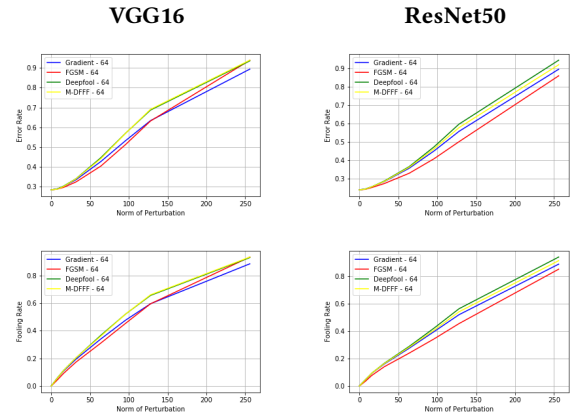 VGG16
ResNet50
Gradient - 64
FGSM - 64
Deepfool - 64
M-DFFF - 64
Error Rate
0.9
0.8
0.7
0.6
0.5
0.4
0.3
0 50 100 150 200 250
Norm of Perturbation
Gradient - 64
FGSM - 64
Deepfool - 64
M-DFFF - 64
Error Rate
0.9
0.8
0.7
0.6
0.5
0.4
0.3
0 50 100 150 200 250
Norm of Perturbation
Gradient - 64
FGSM - 64
Deepfool - 64
M-DFFF - 64
Fooling Rate
0.8
0.6
0.4
0.2
0.0
0 50 100 150 200 250
Norm of Perturbation
Gradient - 64
FGSM - 64
Deepfool - 64
M-DFFF - 64
Fooling Rate
0.8
0.6
0.4
0.2
0.0
0 50 100 150 200 250
Norm of Perturbation